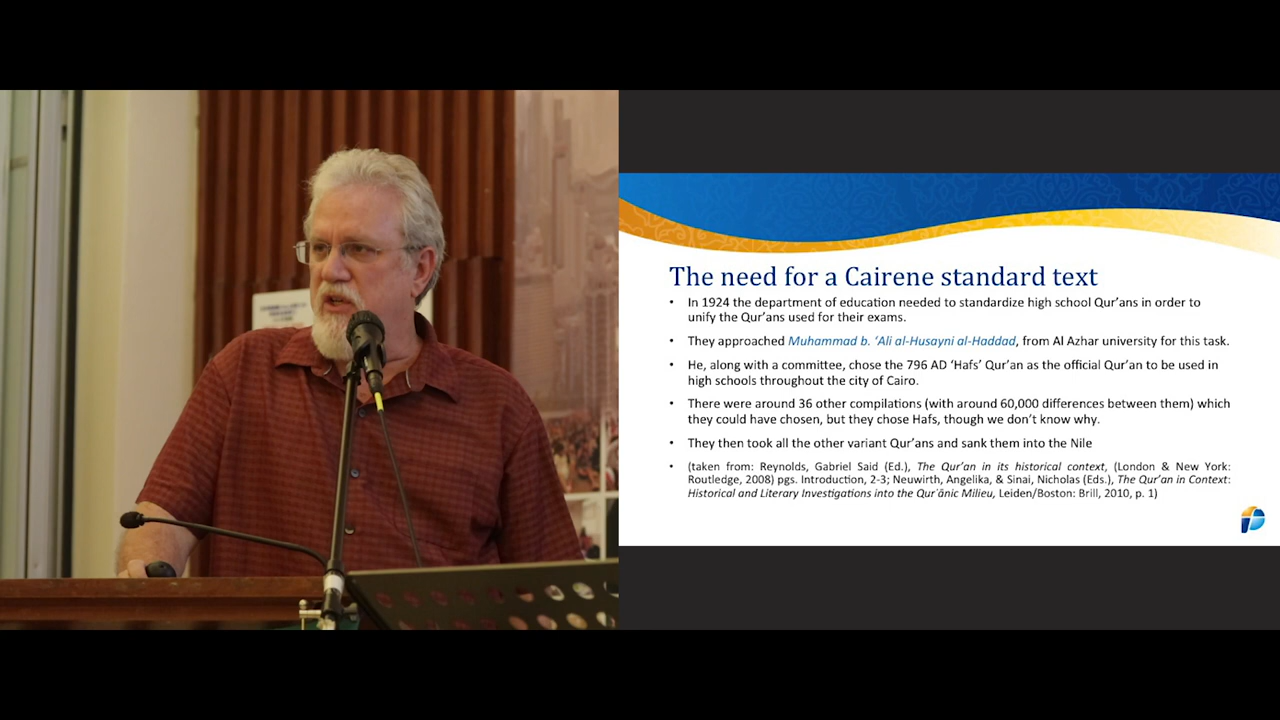 The need for a Cairene standard text
• In 1924 the department of education needed to standardize high school Qur’ans in order to
unify the Qur’ans used for their exams.
• They approached Muhammad b. ‘Ali al-Husayni al-Haddad, from Al Azhar university for this task.
• He, along with a committee, chose the 796 AD ‘Hafs’ Qur’an as the official Qur’an to be used in
high schools throughout the city of Cairo.
• There were around 36 other compilations (with around 60,000 differences between them) which
they could have chosen, but they chose Hafs, though we don’t know why.
• They then took all the other variant Qur’ans and sank them into the Nile
• (taken from: Reynolds, Gabriel Said (Ed.), The Qur’an in its historical context, (London & New York:
Routledge, 2008) pgs. Introduction, 2-3; Neuwirth, Angelika, & Sinai, Nicholas (Eds.), The Qur’an in Context:
Historical and Literary Investigations into the Qurʾānic Milieu, Leiden/Boston: Brill, 2010, p. 1)